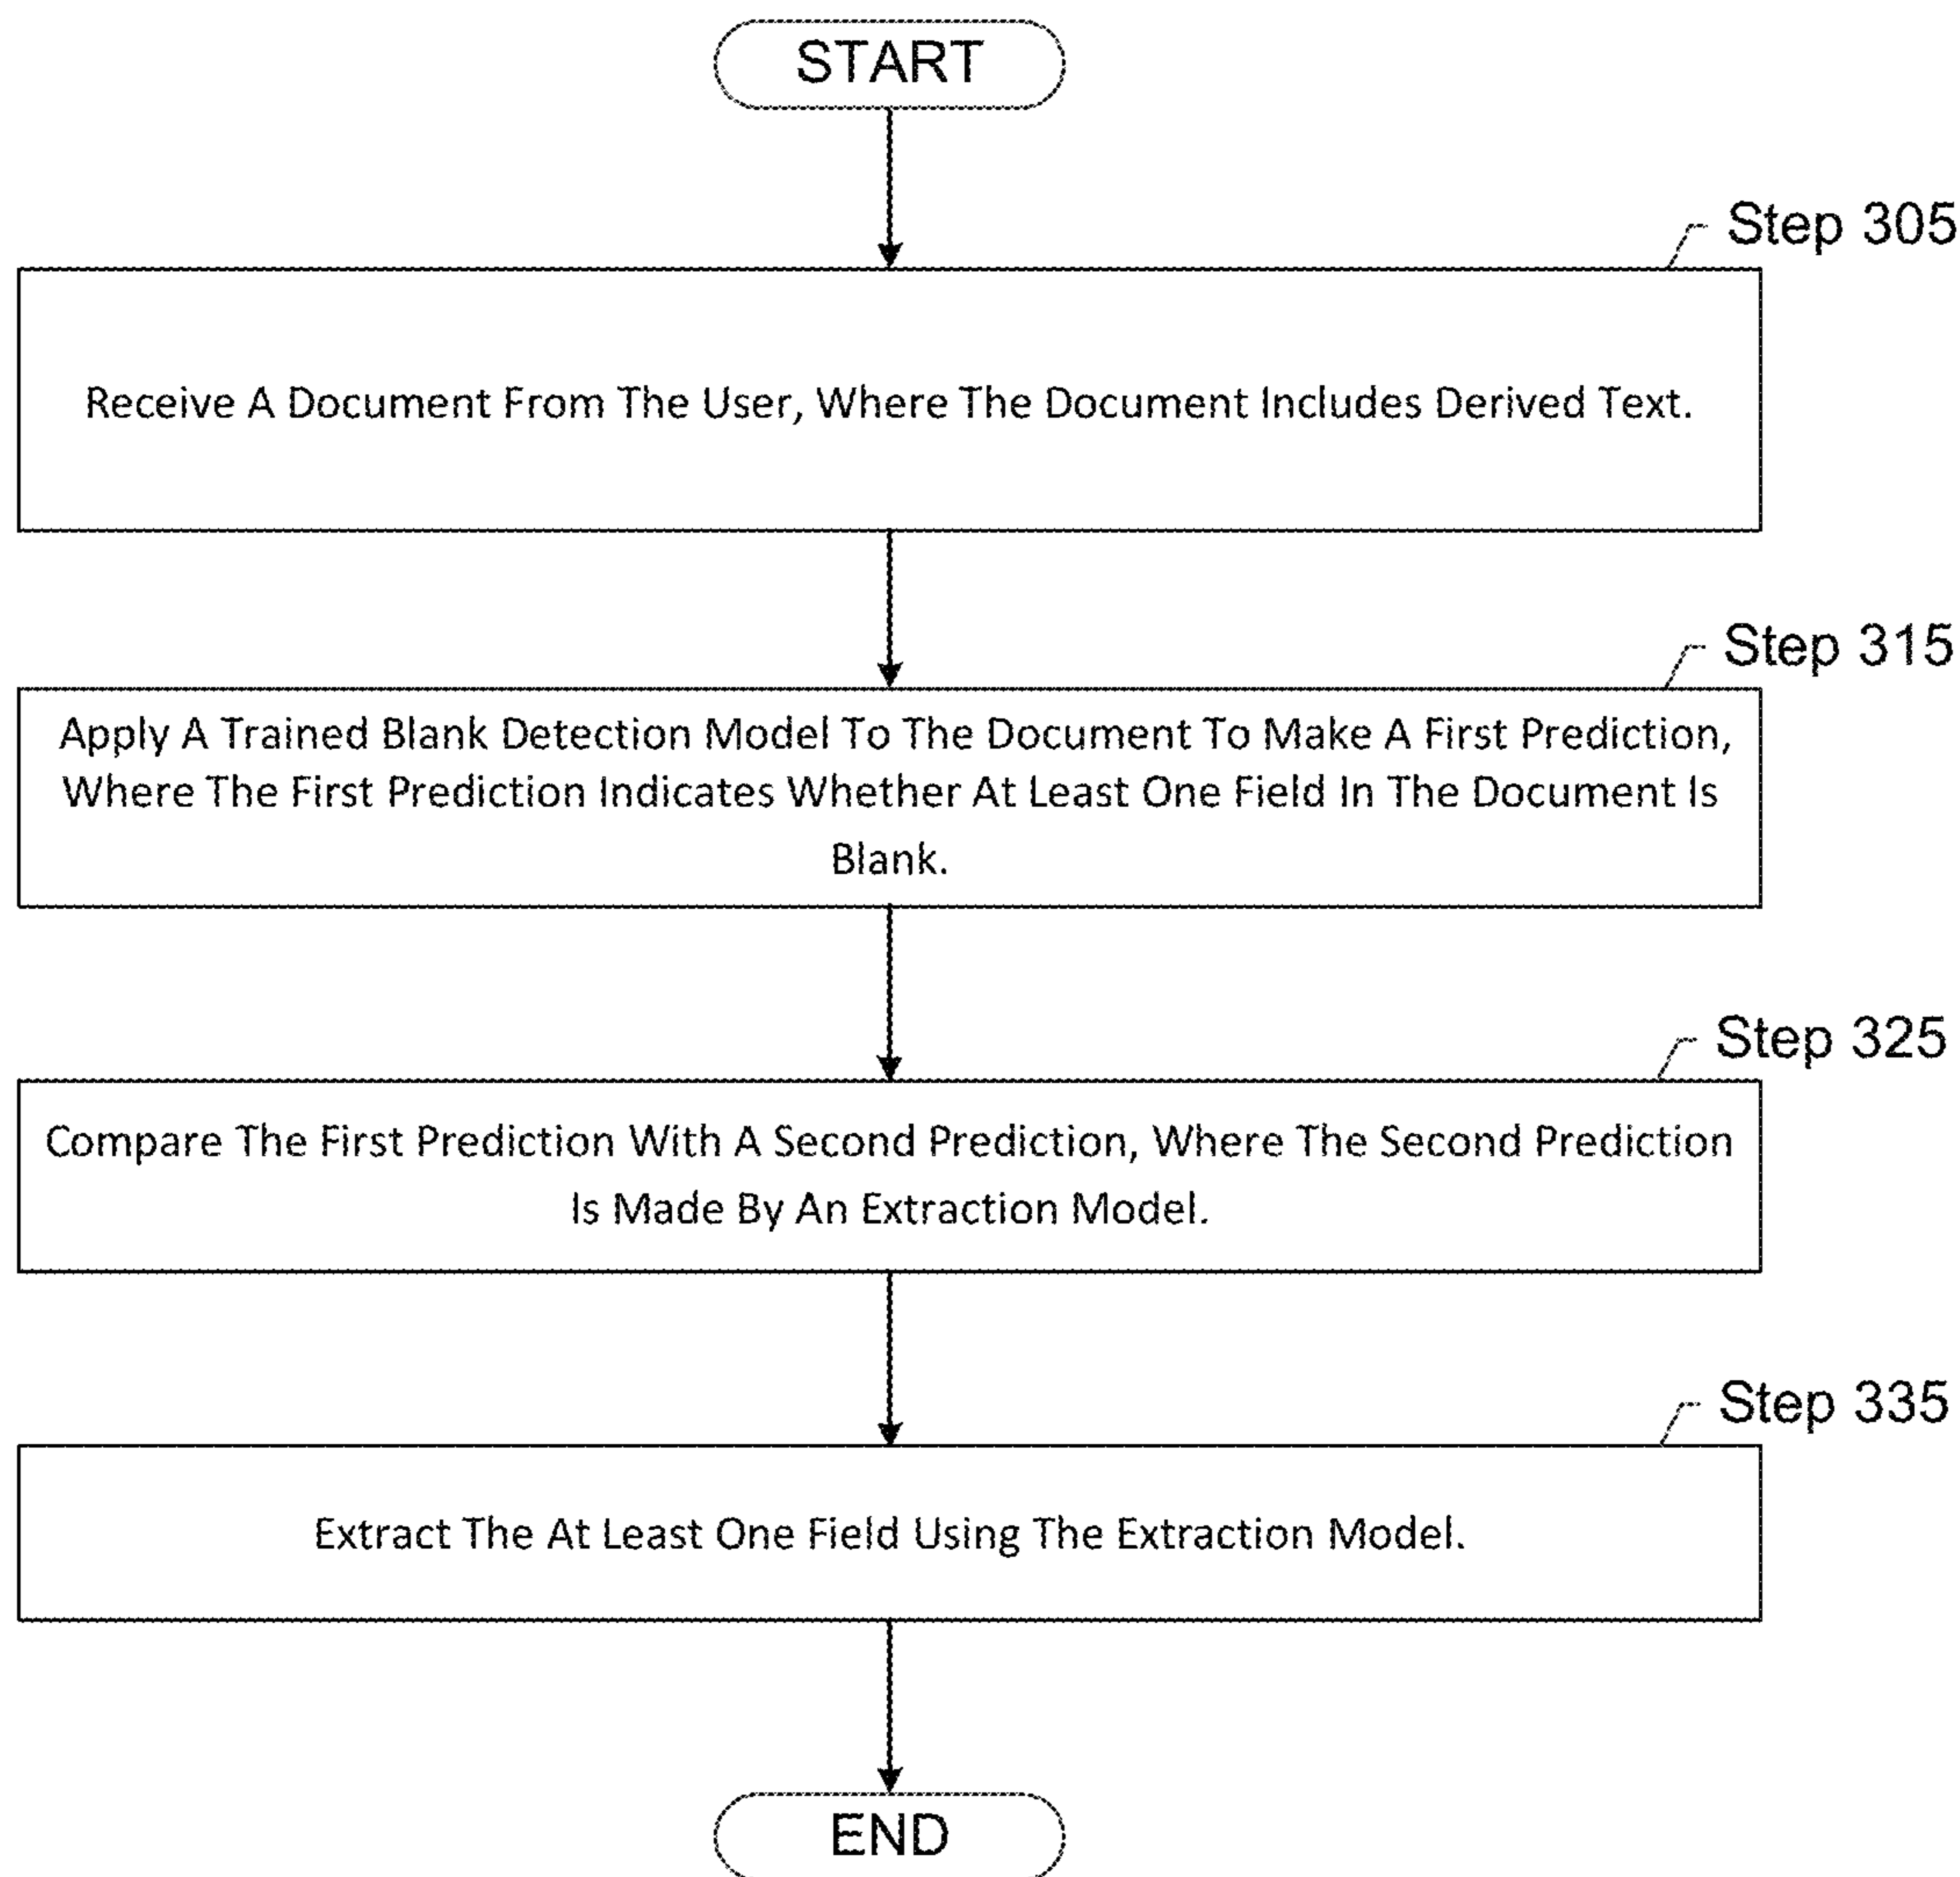 START
Step 305
Receive A Document From The User, Where The Document Includes Derived Text.
Step 315
Apply A Trained Blank Detection Model To The Document To Make A First Prediction,
Where The First Prediction Indicates Whether At Least One Field In The Document Is
Blank.
Step 325
Compare The First Prediction With A Second Prediction, Where The Second Prediction
Is Made By An Extraction Model.
Step 335
Extract The At Least One Field Using The Extraction Model.
END